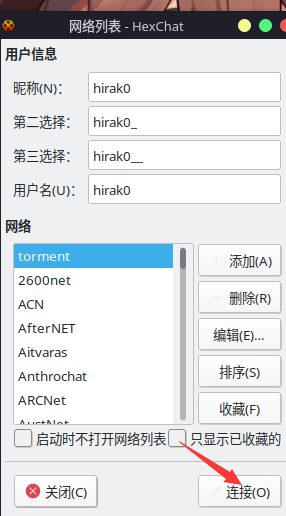 网络列表 - HexChat
用户信息
昵称(N)： hirak0
第二选择： hirak0_
第三选择： hirak0__
用户名(U)： hirak0
网络
torment
2600net
ACN
AfterNET
Aitvaras
Anthrochat
ARCNet
AustNet
添加(A)
删除(R)
编辑(E)...
排序(S)
收藏(F)
启动时不打开网络列表
只显示已收藏的
关闭(C)
连接(O)